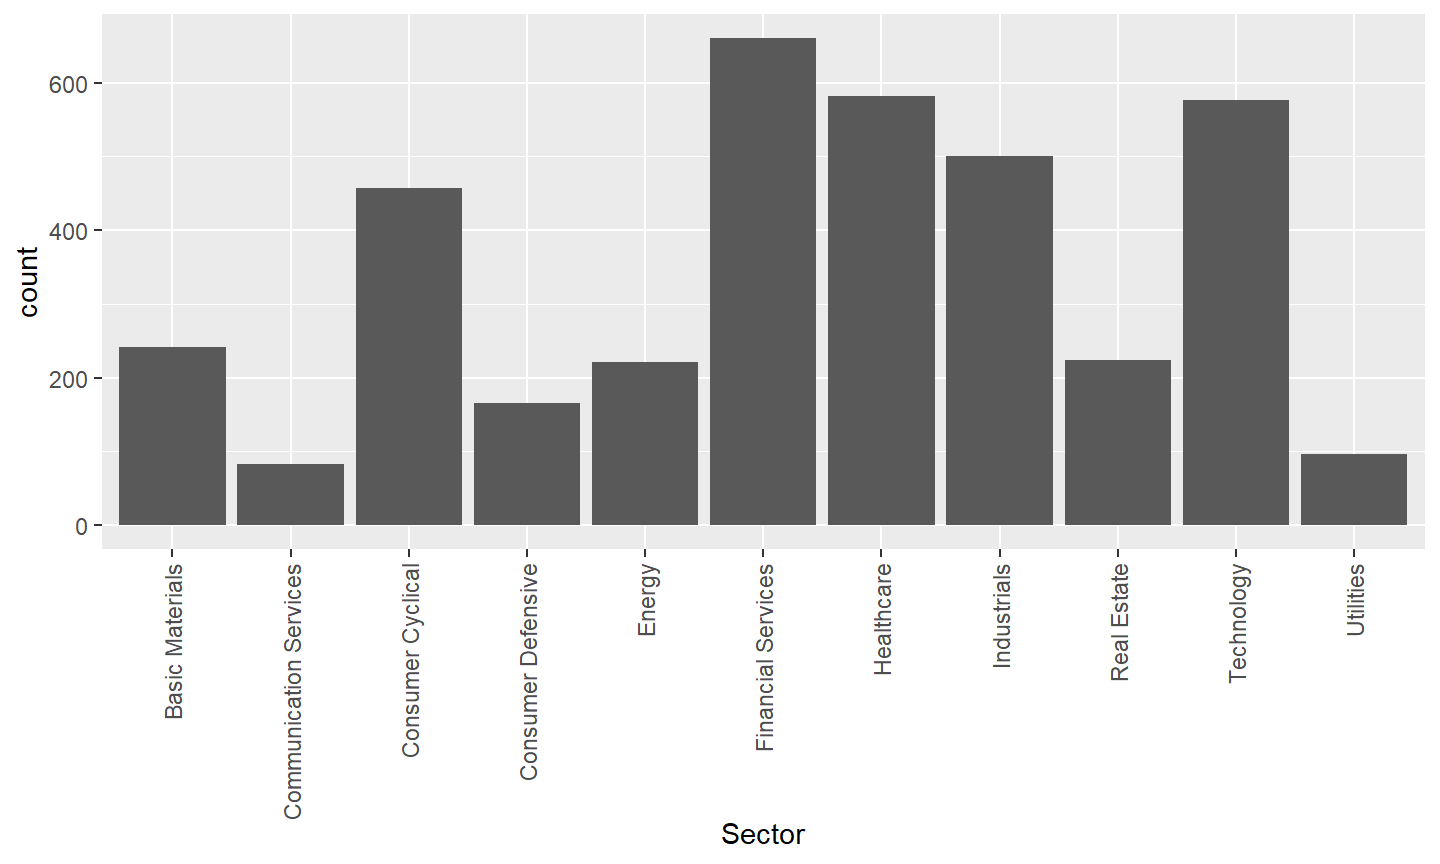 600
400
200
0
count
Basic Materials
Communication Services
Consumer Cyclical
Consumer Defensive
Energy
Financial Services
Healthcare
Industrials
Real Estate
Technology
Utilities
Sector